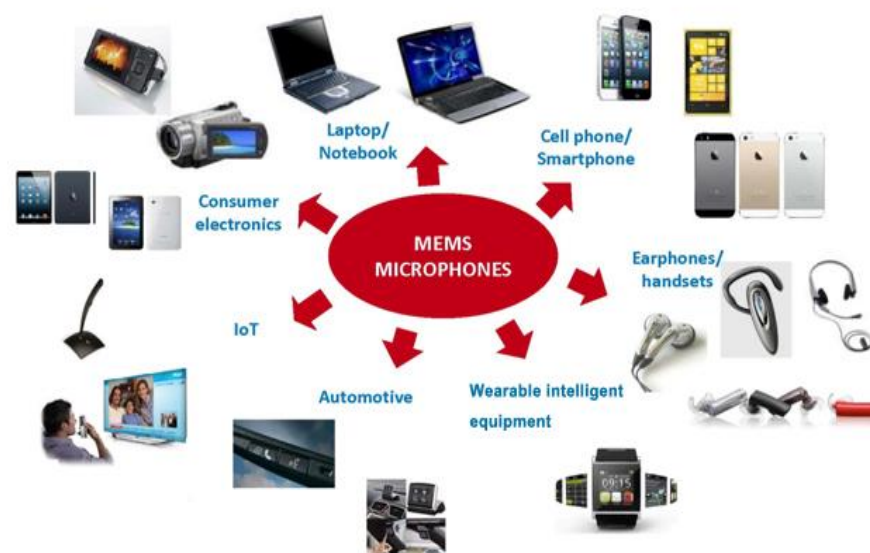 Laptop/
Notebook
Cell phone/
Smartphone
Consumer
electronics
MEMS
MICROPHONES
Earphones/
handsets
IoT
Automotive
Wearable intelligent
equipment
09:15